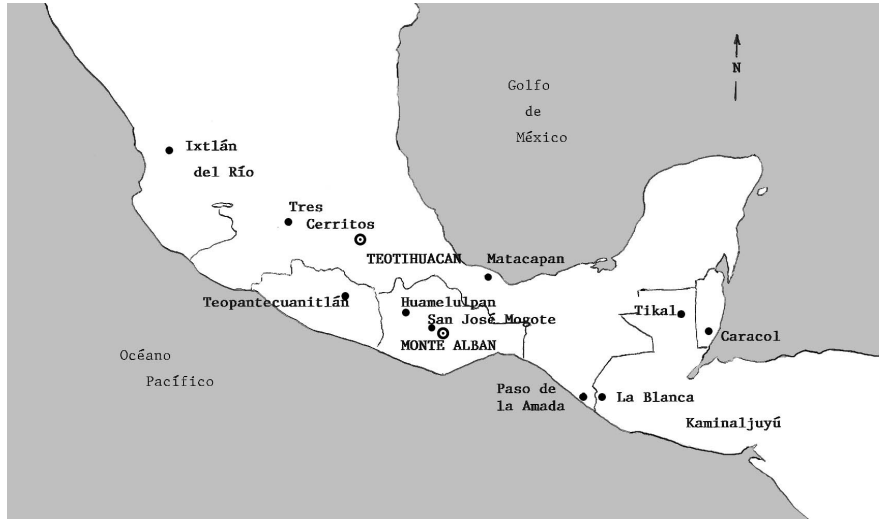 Golfo
de
México
N
Ixtlán
del Río
Tres
Cerritos
TEOTIHUACAN
Matacapan
Teopantecuanitlán
Huamelulpan
San José Mogote
MONTE ALBAN
Tikal
Caracol
Océano
Pacífico
Paso de
la Amada
La Blanca
Kaminaljuyú